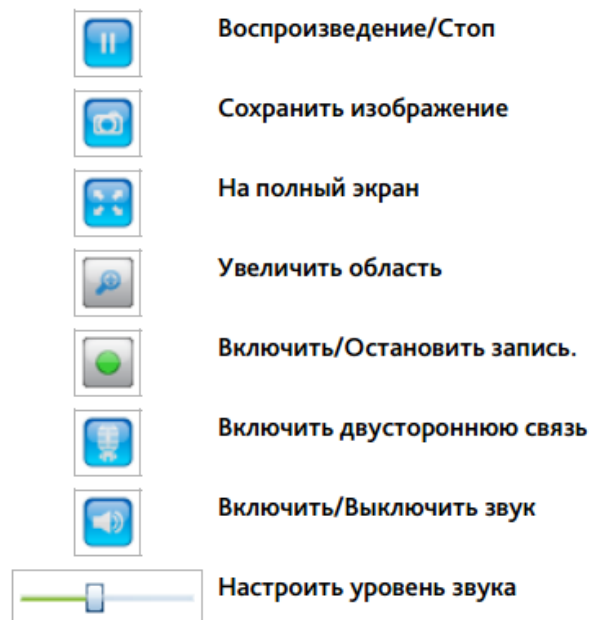 Воспроизведение/Стоп
Сохранить изображение
На полный экран
Увеличить область
Включить/Остановить запись.
Включить двустороннюю связь
Включить/Выключить звук
Настроить уровень звука